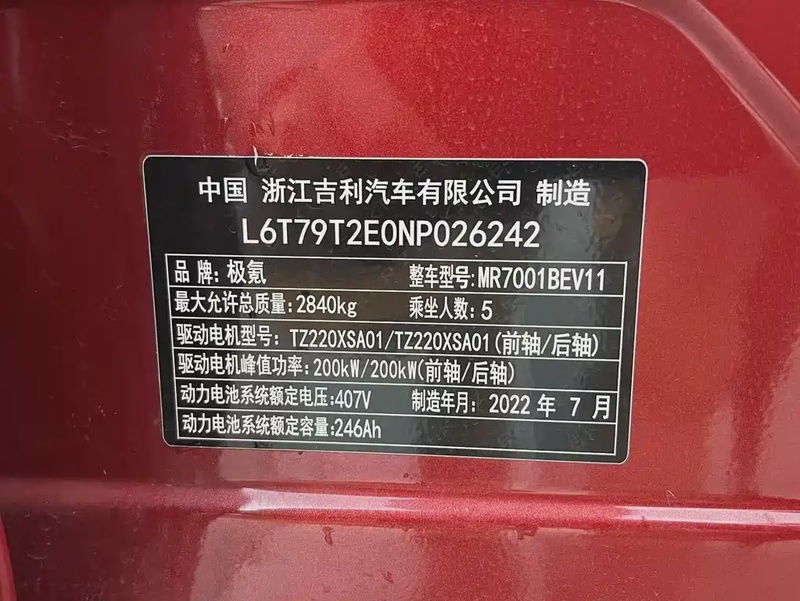 中国 浙江吉利汽车有限公司 制造
L6T79T2E0NP026242
品牌:极氪 整车型号:MR7001BEV11
最大允许总质量:2840kg 乘坐人数:5
驱动电机型号:TZ220XSA01/TZ220XSA01(前轴/后轴)
驱动电机峰值功率:200kW/200kW(前轴/后轴)
动力电池系统额定电压:407V 制造年月:2022年7月
动力电池系统额定容量:246Ah